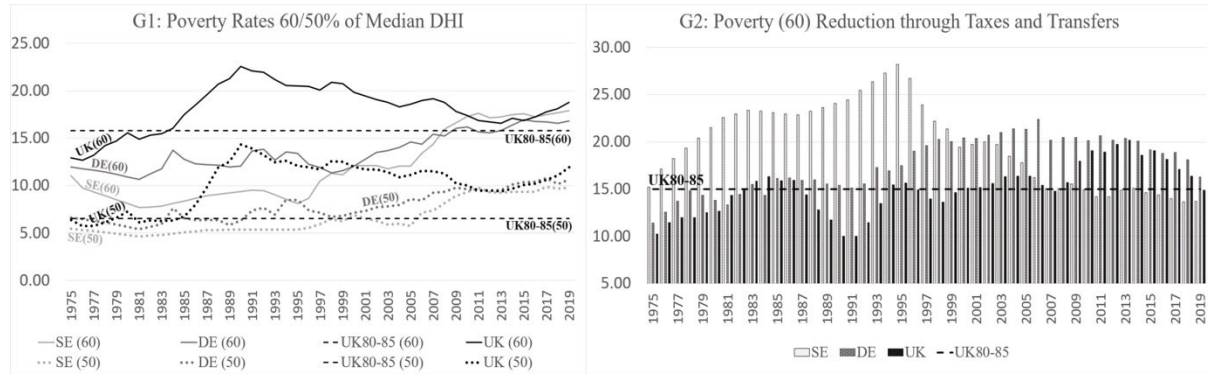 G1: Poverty Rates 60/50% of Median DHI
25.00
20.00
15.00
10.00
5.00
0.00
UK(60)
DE(60)
SE(60)
UK(50)
SE(50)
DE(50)
UK80-85(60)
UK80-85(50)
1975 1977 1979 1981 1983 1985 1987 1989 1991 1993 1995 1997 1999 2001 2003 2005 2007 2009 2011 2013 2015 2017 2019
SE (60) DE (60) UK80-85 (60) UK (60)
SE (50) DE (50) UK80-85 (50) UK (50)
G2: Poverty (60) Reduction through Taxes and Transfers
30.00
25.00
20.00
15.00
10.00
5.00
UK80-85
1975 1977 1979 1981 1983 1985 1987 1989 1991 1993 1995 1997 1999 2001 2003 2005 2007 2009 2011 2013 2015 2017 2019
SE DE UK UK80-85